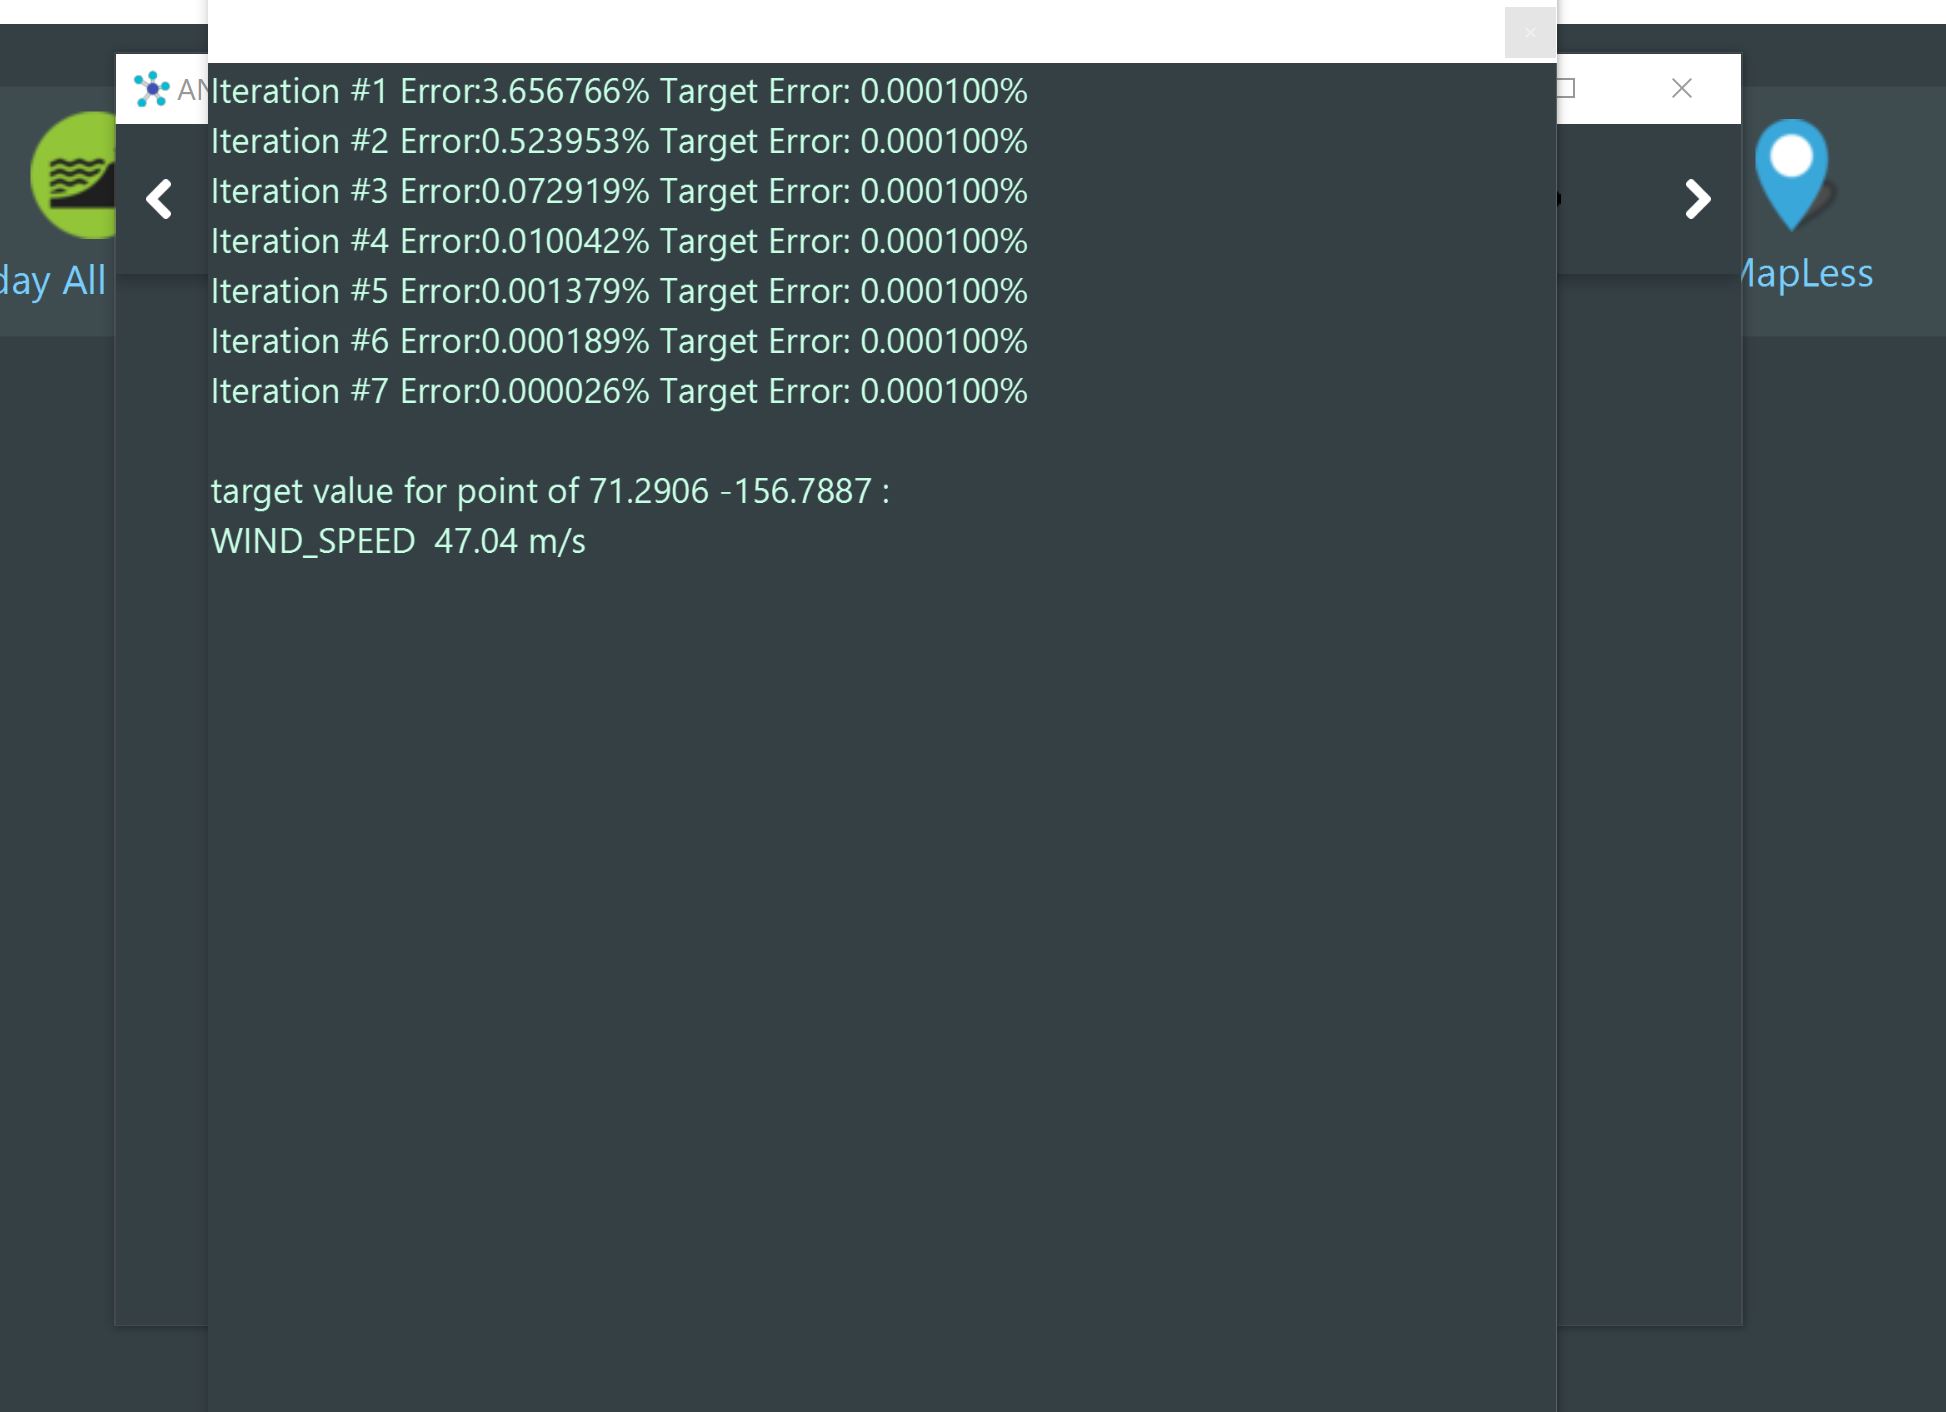 AN
Iteration #1 Error:3.656766% Target Error: 0.000100%
Iteration #2 Error:0.523953% Target Error: 0.000100%
Iteration #3 Error:0.072919% Target Error: 0.000100%
Iteration #4 Error:0.010042% Target Error: 0.000100%
Iteration #5 Error:0.001379% Target Error: 0.000100%
Iteration #6 Error:0.000189% Target Error: 0.000100%
Iteration #7 Error:0.000026% Target Error: 0.000100%
target value for point of 71.2906 -156.7887 :
WIND_SPEED  47.04 m/s
day All
MapLess